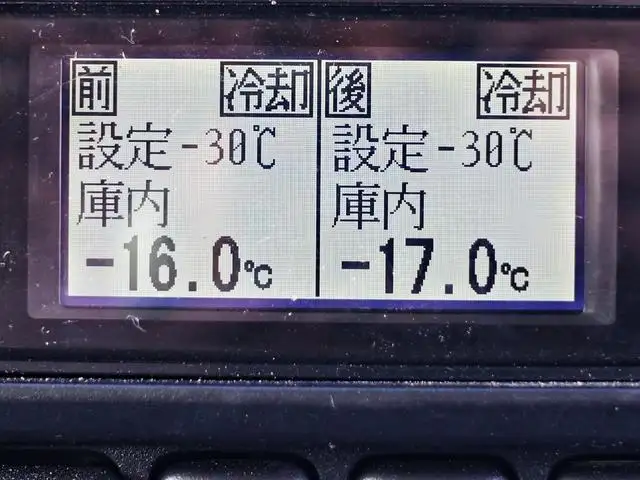 前 冷却
設定 -30℃
庫内
-16.0℃
後 冷却
設定 -30℃
庫内
-17.0℃